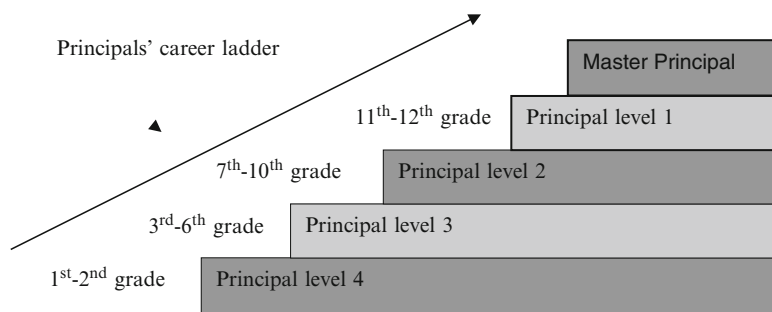 Principals' career ladder
Master Principal
11th-12th grade Principal level 1
7th-10th grade Principal level 2
3rd-6th grade Principal level 3
1st-2nd grade Principal level 4